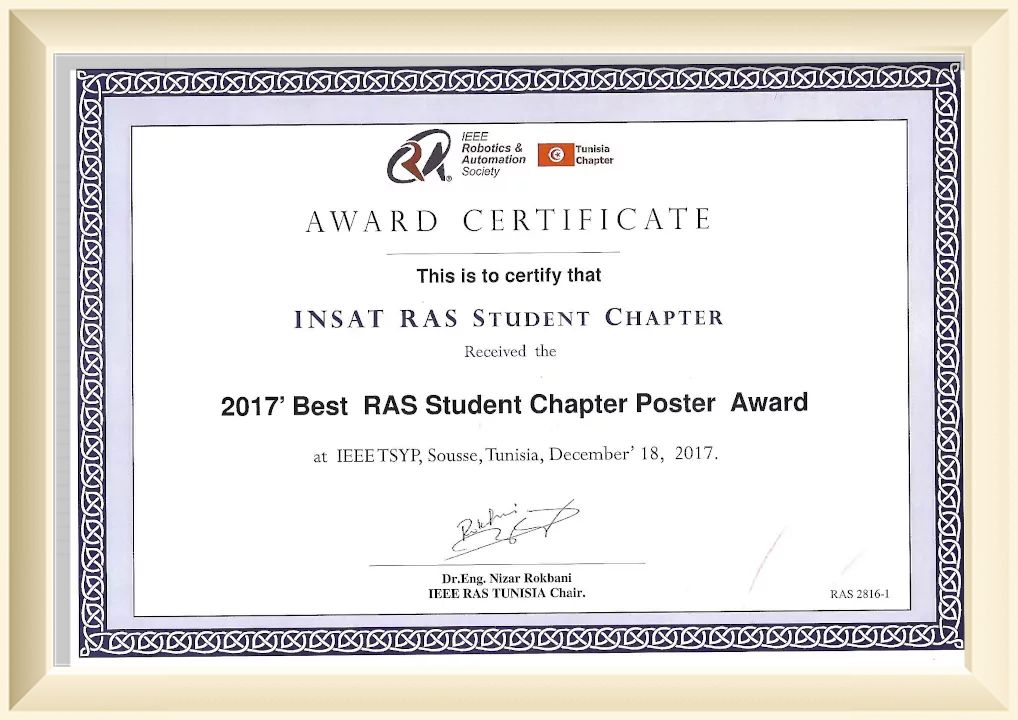 IEEE
Robotics &
Automation
Society
Tunisia
Chapter
AWARD CERTIFICATE
This is to certify that
INSAT RAS STUDENT CHAPTER
Received the
2017' Best RAS Student Chapter Poster Award
at IEEE TSYP, Sousse, Tunisia, December' 18, 2017.
Rokbani
Dr.Eng. Nizar Rokbani
IEEE RAS TUNISIA Chair.
RAS 2816-1